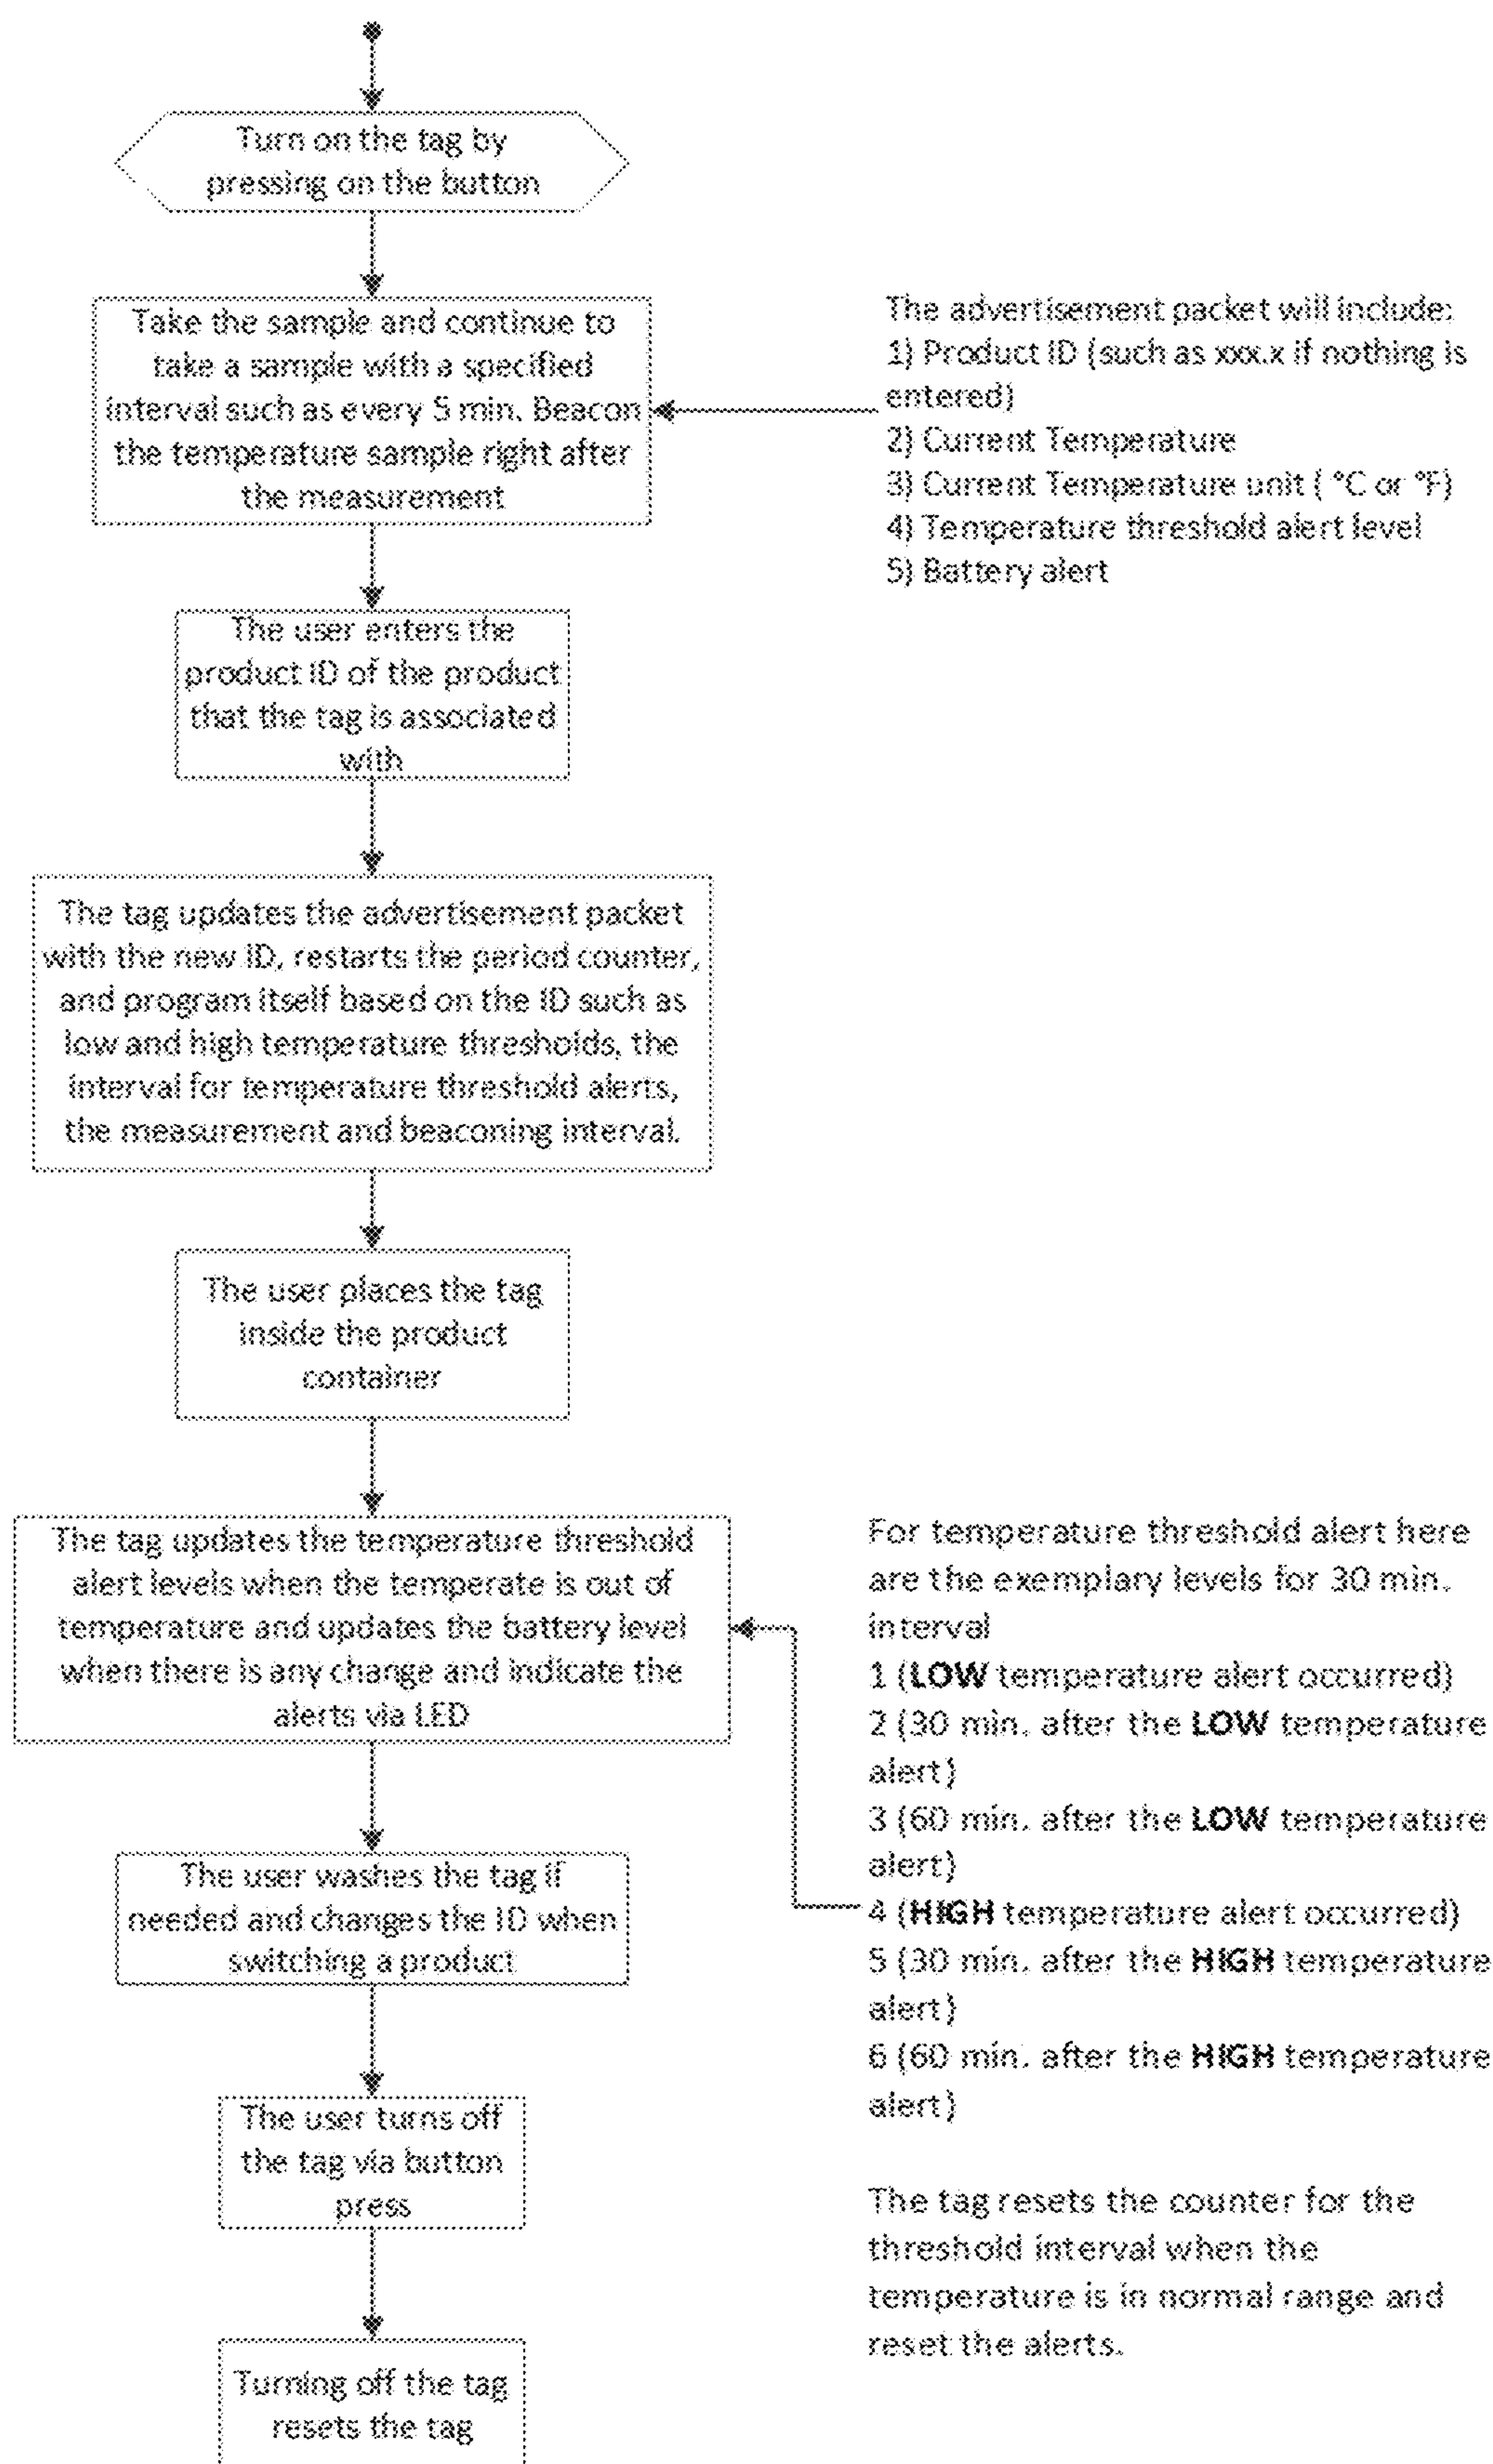 Turn on the tag by
pressing on the button
Take the sample and continue to
take a sample with a specified
interval such as every 5 min. Beacon
the temperature sample right after
the measurement
The advertisement packet will include:
1) Product ID (such as xxx.x if nothing is
entered)
2) Current Temperature
3) Current Temperature unit ( °C or °F)
4) Temperature threshold alert level
5) Battery alert
The user enters the
product ID of the product
that the tag is associated
with
The tag updates the advertisement packet
with the new ID, restarts the period counter,
and program itself based on the ID such as
low and high temperature thresholds, the
interval for temperature threshold alerts,
the measurement and beaconing interval.
The user places the tag
inside the product
container
The tag updates the temperature threshold
alert levels when the temperate is out of
temperature and updates the battery level
when there is any change and indicate the
alerts via LED
For temperature threshold alert here
are the exemplary levels for 30 min.
interval
1 (LOW temperature alert occurred)
2 (30 min. after the LOW temperature
alert)
3 (60 min. after the LOW temperature
alert)
4 (HIGH temperature alert occurred)
5 (30 min. after the HIGH temperature
alert)
6 (60 min. after the HIGH temperature
alert)
The tag resets the counter for the
threshold interval when the
temperature is in normal range and
reset the alerts.
The user washes the tag if
needed and changes the ID when
switching a product
The user turns off
the tag via button
press
Turning off the tag
resets the tag